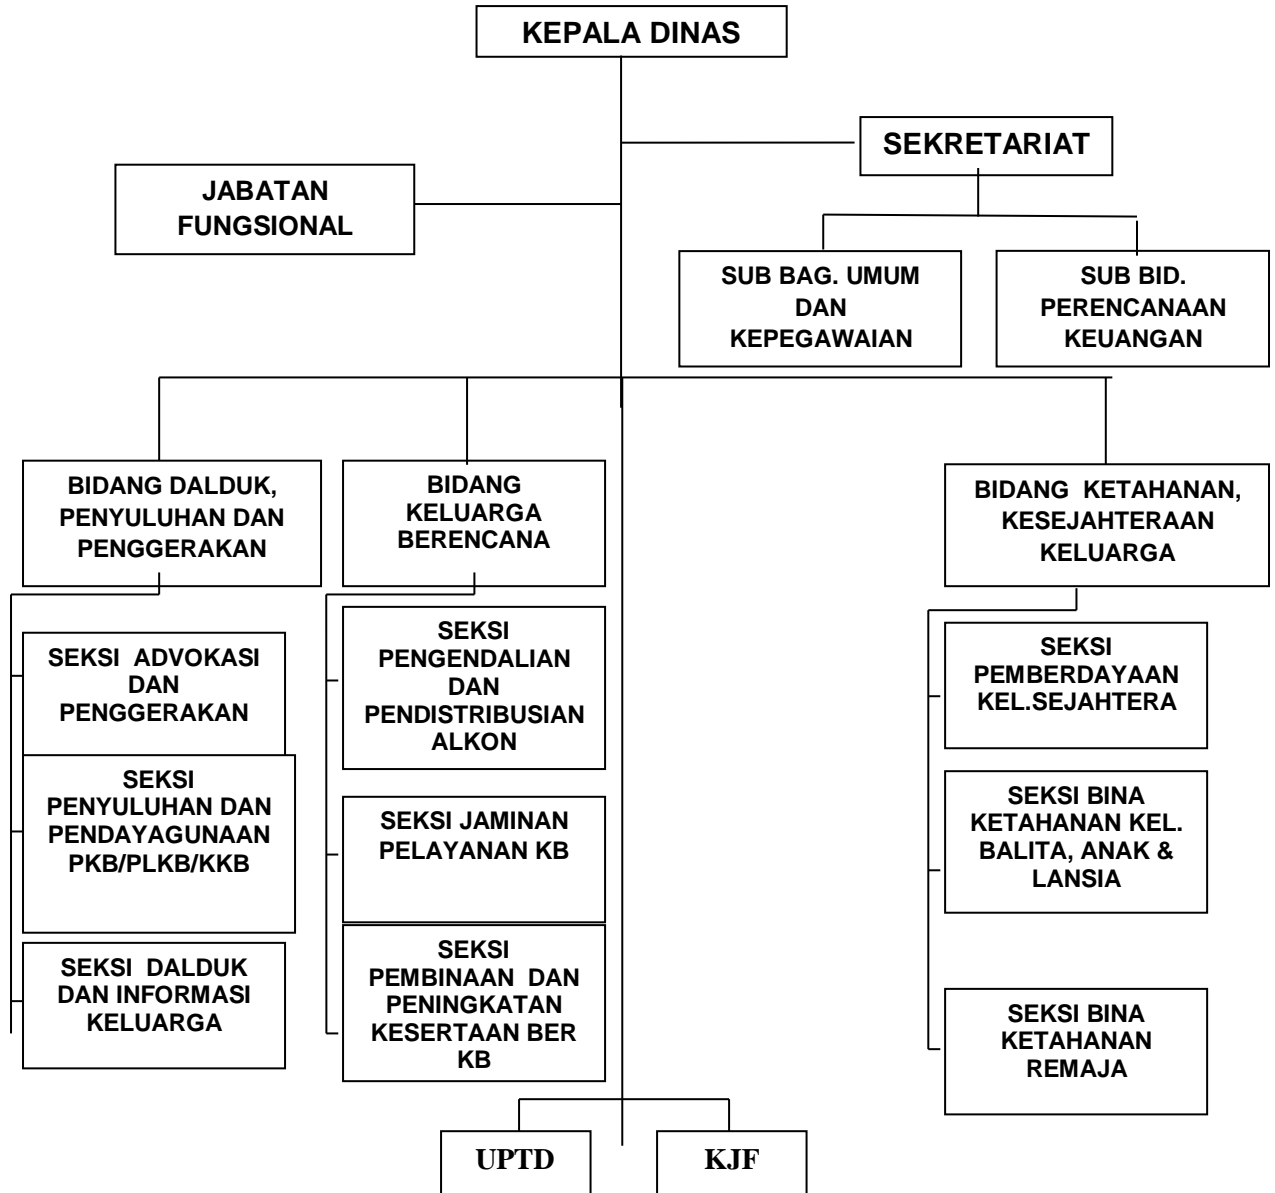 KEPALA DINAS
SEKRETARIAT
JABATAN
FUNGSIONAL
SUB BAG. UMUM
DAN
KEPEGAWAIAN
SUB BID.
PERENCANAAN
KEUANGAN
BIDANG DALDUK,
PENYULUHAN DAN
PENGGERAKAN
BIDANG
KELUARGA
BERENCANA
BIDANG KETAHANAN,
KESEJAHTERAAN
KELUARGA
SEKSI ADVOKASI
DAN
PENGGERAKAN
SEKSI
PENYULUHAN DAN
PENDAYAGUNAAN
PKB/PLKB/KKB
SEKSI DALDUK
DAN INFORMASI
KELUARGA
SEKSI
PENGENDALIAN
DAN
PENDISTRIBUSIAN
ALKON
SEKSI JAMINAN
PELAYANAN KB
SEKSI
PEMBINAAN DAN
PENINGKATAN
KESERTAAN BER
KB
SEKSI
PEMBERDAYAAN
KEL.SEJAHTERA
SEKSI BINA
KETAHANAN KEL.
BALITA, ANAK &
LANSIA
SEKSI BINA
KETAHANAN
REMAJA
UPTD
KJF